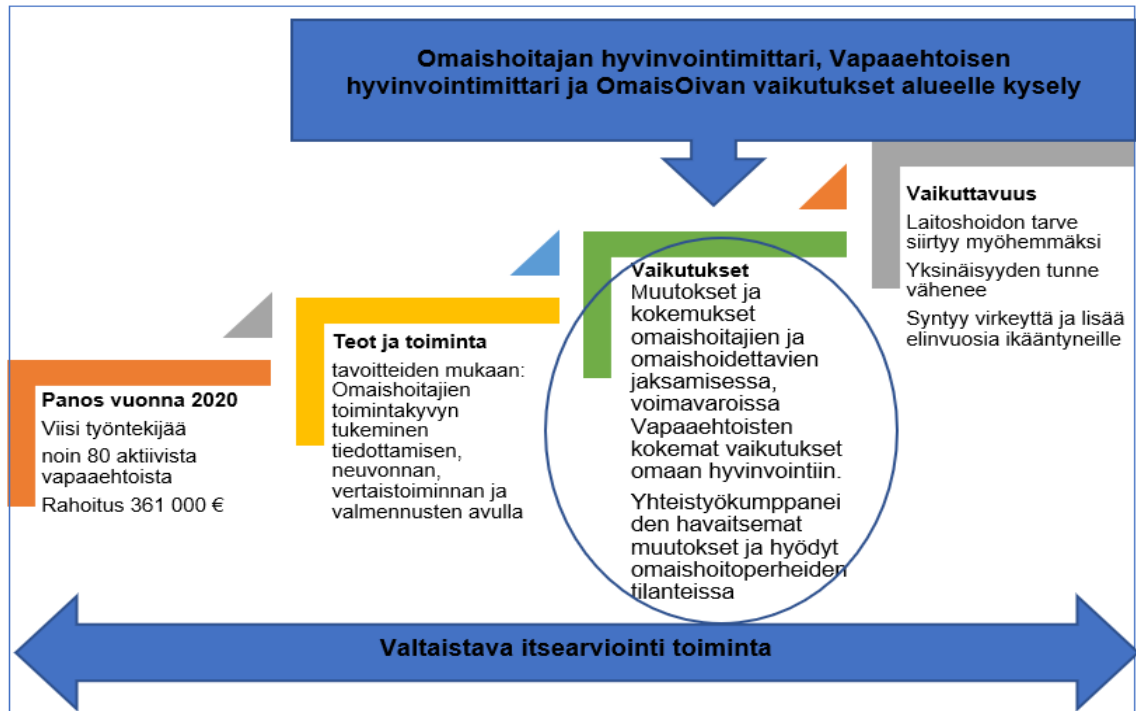 Omaishoitajan hyvinvointimittari, Vapaaehtoisen
hyvinvointimittari ja OmaisOivan vaikutukset alueelle kysely
Panos vuonna 2020
Viisi työntekijää
noin 80 aktiivista
vapaaehtoista
Rahoitus 361 000 €
Teot ja toiminta
tavoitteiden mukaan:
Omaishoitajien
toimintakyvyn
tukeminen
tiedottamisen,
neuvonnan,
vertaistoiminnan ja
valmennusten avulla
Vaikutukset
Muutokset ja
kokemukset
omaishoitajien ja
omaishoidettavien
jaksamisessa,
voimavaroissa
Vapaaehtoisten
kokemat vaikutukset
omaan hyvinvointiin.
Yhteistyökumppanei
den havaitsemat
muutokset ja hyödyt
omaishoitoperheiden
tilanteissa
Vaikuttavuus
Laitoshoidon tarve
siirtyy myöhemmäksi
Yksinäisyyden tunne
vähenee
Syntyy virkeyttä ja lisää
elinvuosia ikääntyneille
Valtaistava itsearviointi toiminta